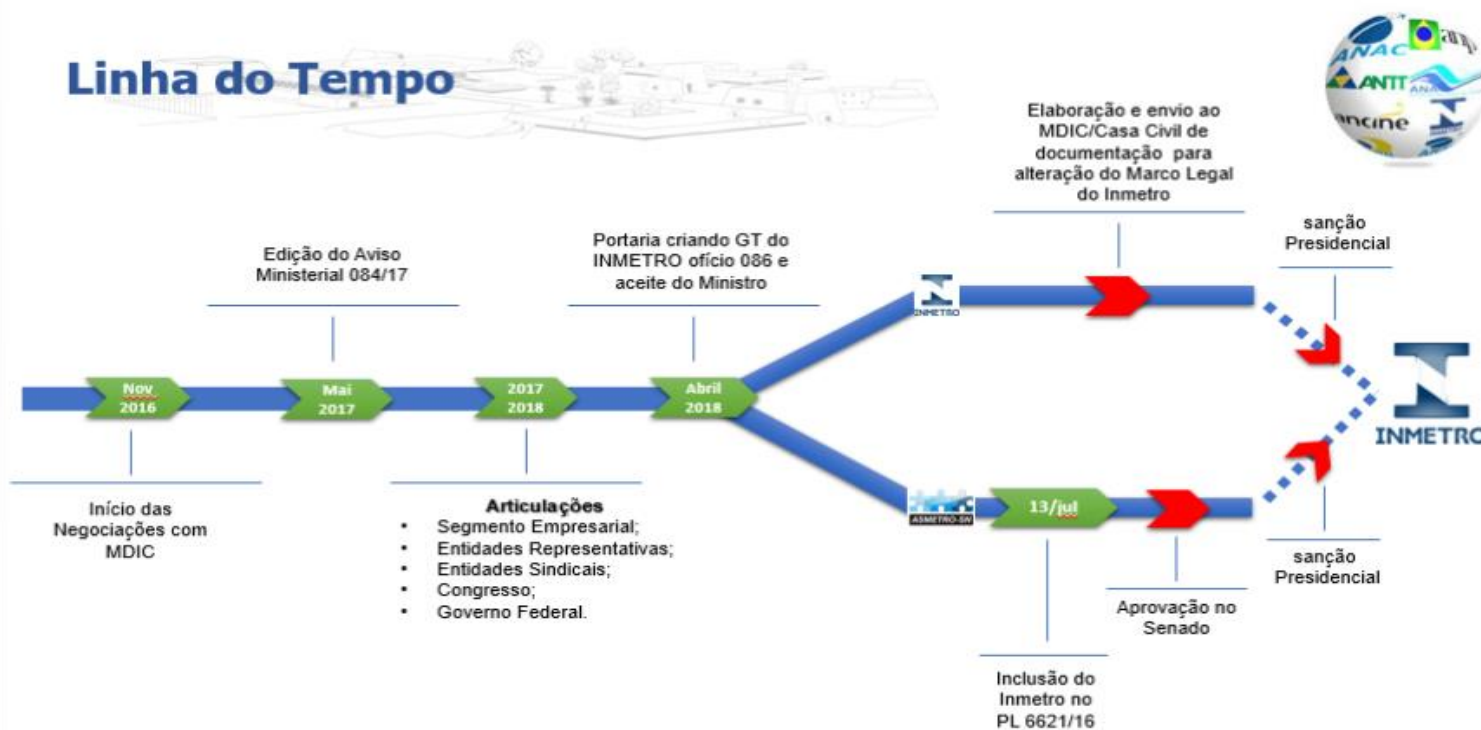 Linha do Tempo
ANAC
anp
ANTT
ANA
ancine
INMETRO
Elaboração e envio ao
MDIC/Casa Civil de
documentação para
alteração do Marco Legal
do Inmetro
sanção
Presidencial
Edição do Aviso
Ministerial 084/17
Portaria criando GT do
INMETRO ofício 086 e
aceite do Ministro
INMETRO
Nov
2016
Mai
2017
2017
2018
Abril
2018
INMETRO
ASMETRO-SN
13/jul
Início das
Negociações com
MDIC
Articulações
• Segmento Empresarial;
• Entidades Representativas;
• Entidades Sindicais;
• Congresso;
• Governo Federal.
sanção
Presidencial
Aprovação no
Senado
Inclusão do
Inmetro no
PL 6621/16